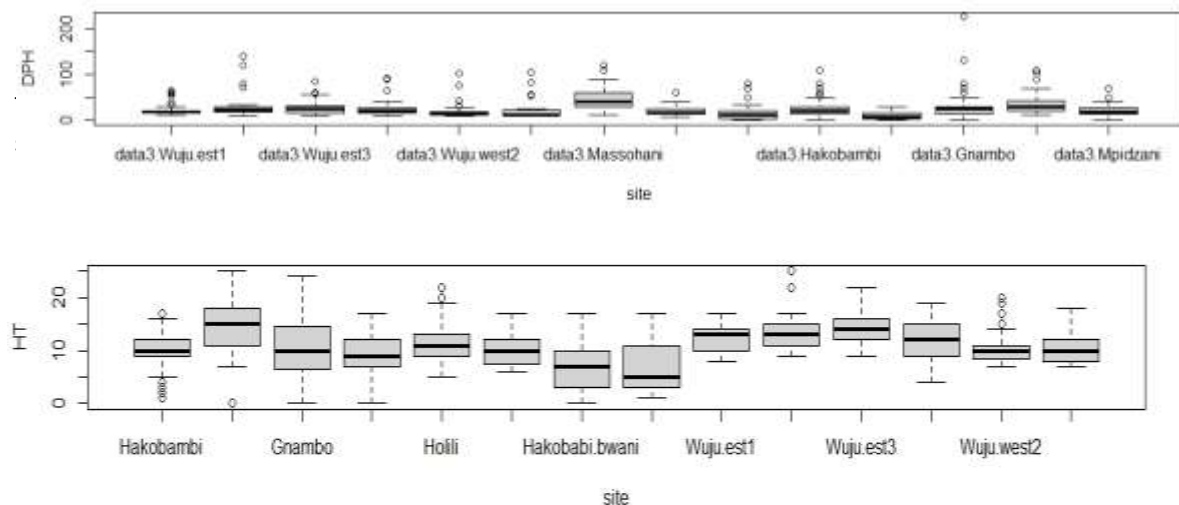 200
100
0
DPH
data3.Wuju.est1 data3.Wuju.est3 data3.Wuju.west2 data3.Massohani data3.Hakobambi data3.Gnambo data3.Mpidzani
site
20
10
0
HT
Hakobambi Gnambo Holili Hakobabi.bwani Wuju.est1 Wuju.est3 Wuju.west2
site